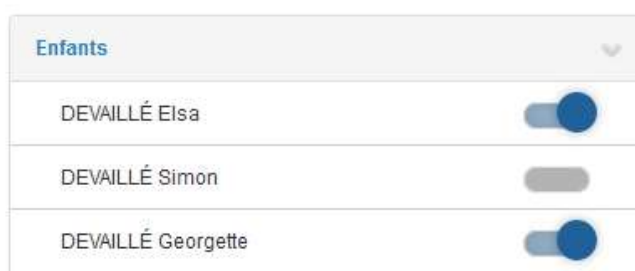 Enfants
DEVAILLÉ Elsa
DEVAILLÉ Simon
DEVAILLÉ Georgette